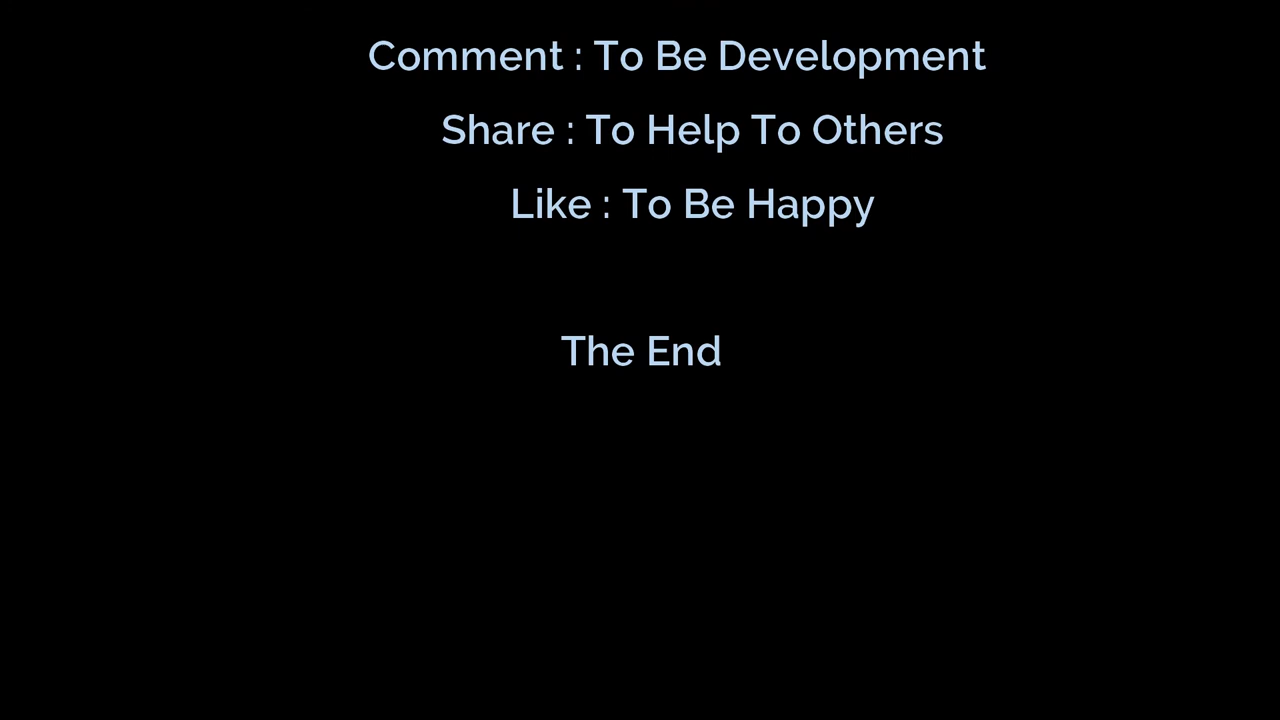 Comment : To Be Development
Share : To Help To Others
Like : To Be Happy
The End